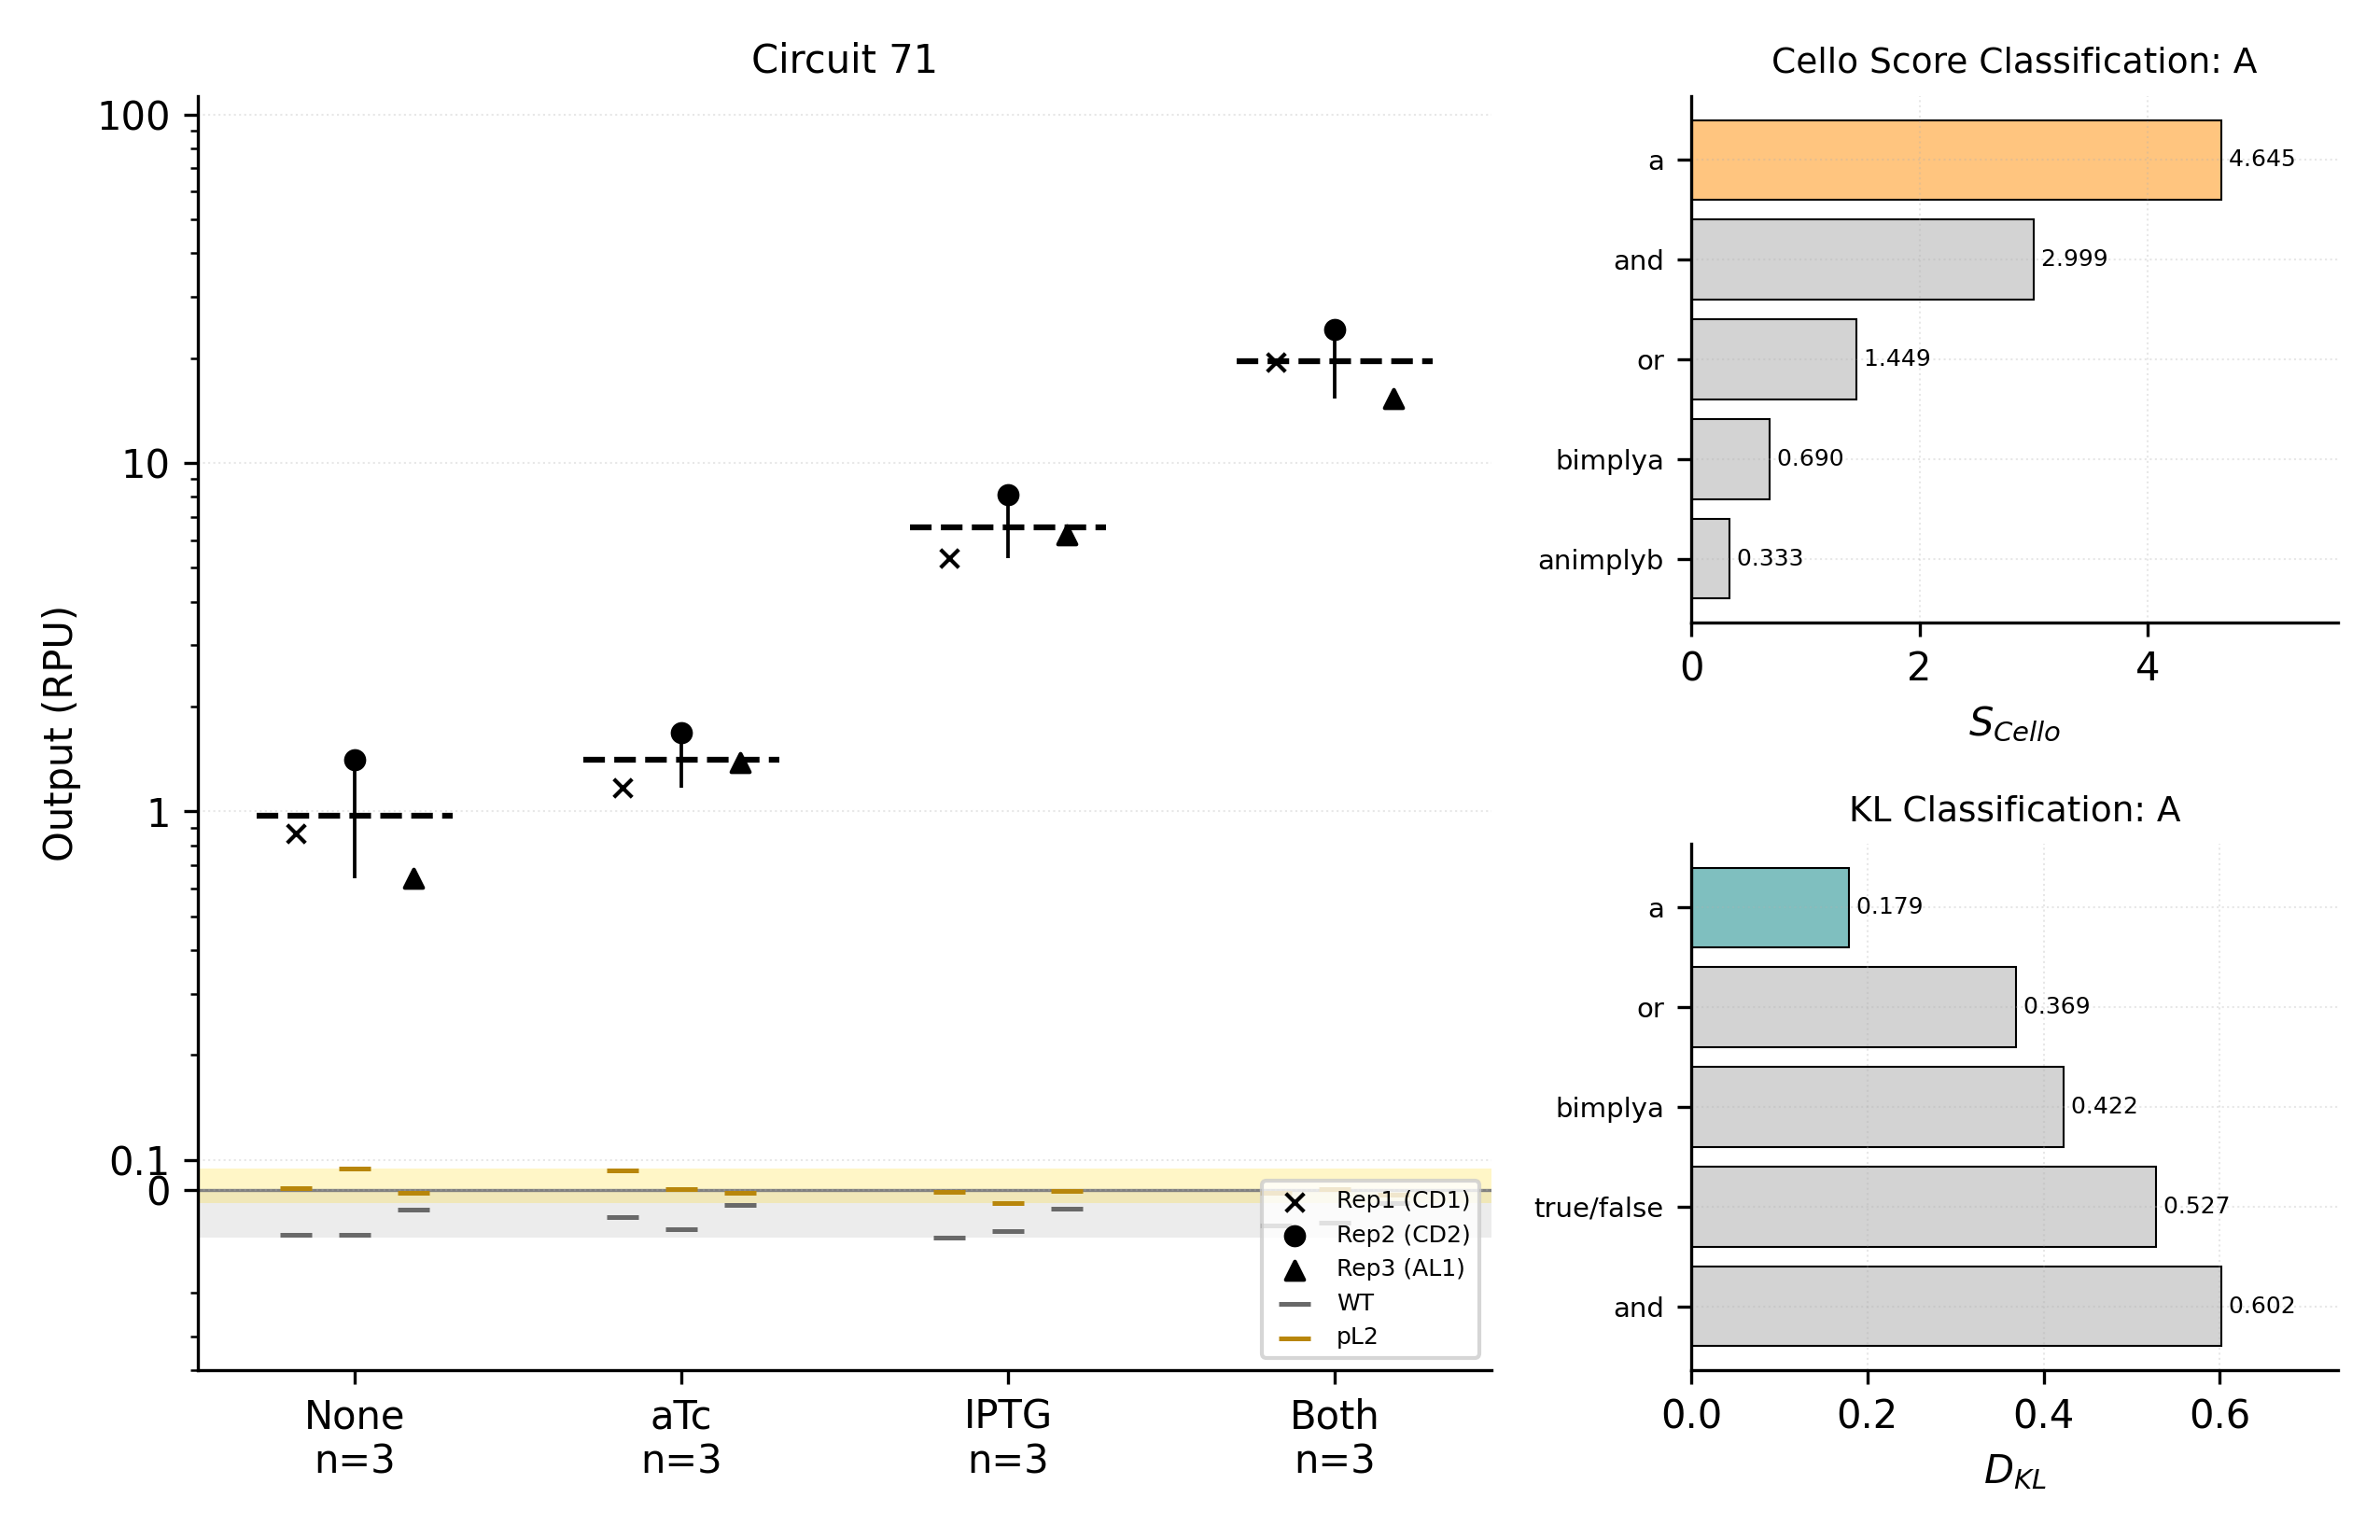 Circuit 71
Output (RPU)
100
10
1
0.1
0
None
n=3
aTc
n=3
IPTG
n=3
Both
n=3
Rep1 (CD1)
Rep2 (CD2)
Rep3 (AL1)
WT
pL2
Cello Score Classification: A
a
4.645
and
2.999
or
1.449
bimplya
0.690
animplyb
0.333
0 2 4
S_Cello
KL Classification: A
a
0.179
or
0.369
bimplya
0.422
true/false
0.527
and
0.602
0.0 0.2 0.4 0.6
D_KL